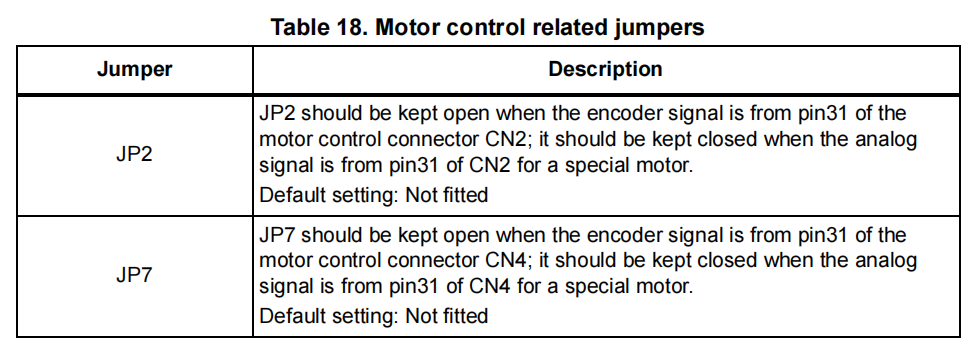 Table 18. Motor control related jumpers
Jumper
Description
JP2
JP2 should be kept open when the encoder signal is from pin31 of the
motor control connector CN2; it should be kept closed when the analog
signal is from pin31 of CN2 for a special motor.
Default setting: Not fitted
JP7
JP7 should be kept open when the encoder signal is from pin31 of the
motor control connector CN4; it should be kept closed when the analog
signal is from pin31 of CN4 for a special motor.
Default setting: Not fitted